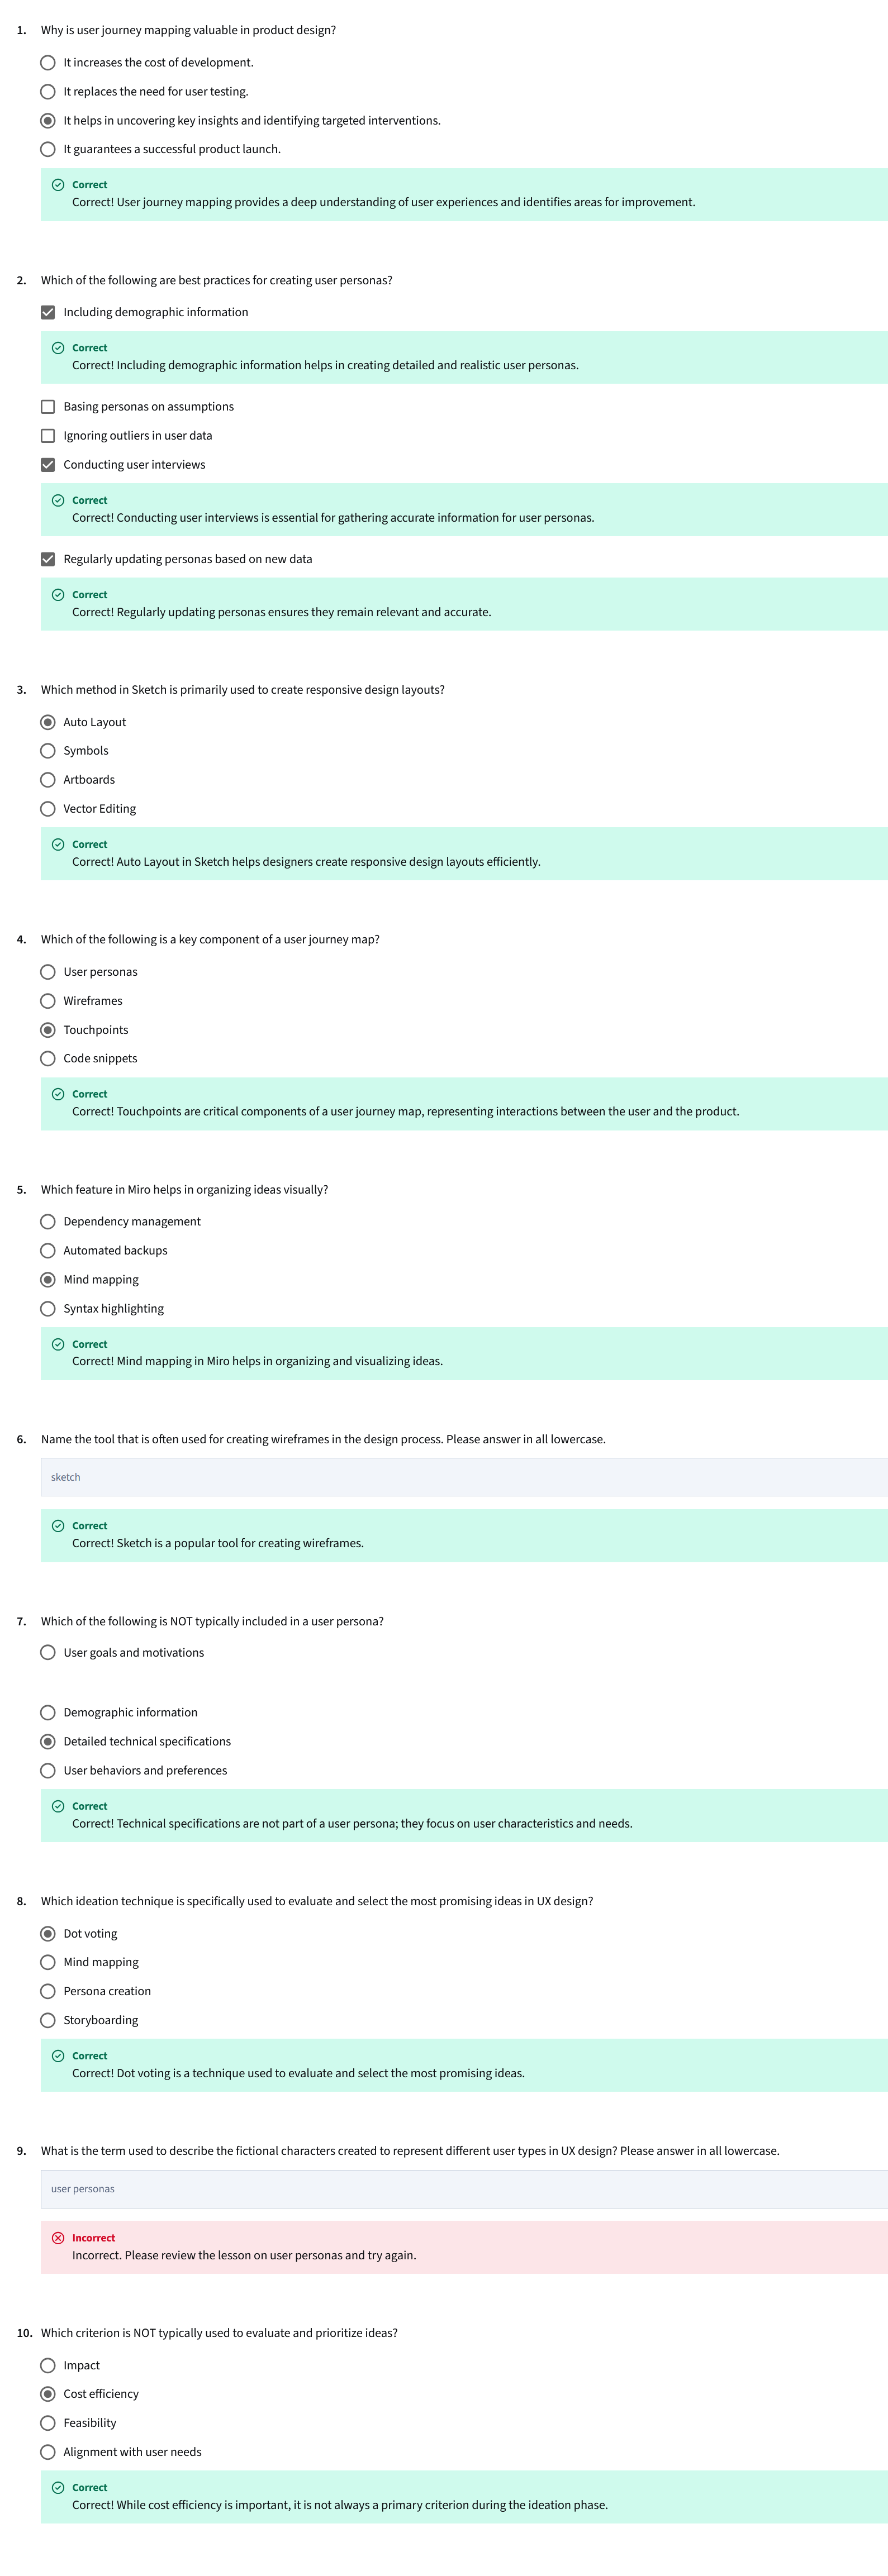 1. Why is user journey mapping valuable in product design?
It increases the cost of development.
It replaces the need for user testing.
It helps in uncovering key insights and identifying targeted interventions.
It guarantees a successful product launch.
Correct
Correct! User journey mapping provides a deep understanding of user experiences and identifies areas for improvement.
2. Which of the following are best practices for creating user personas?
Including demographic information
Correct
Correct! Including demographic information helps in creating detailed and realistic user personas.
Basing personas on assumptions
Ignoring outliers in user data
Conducting user interviews
Correct
Correct! Conducting user interviews is essential for gathering accurate information for user personas.
Regularly updating personas based on new data
Correct
Correct! Regularly updating personas ensures they remain relevant and accurate.
3. Which method in Sketch is primarily used to create responsive design layouts?
Auto Layout
Symbols
Artboards
Vector Editing
Correct
Correct! Auto Layout in Sketch helps designers create responsive design layouts efficiently.
4. Which of the following is a key component of a user journey map?
User personas
Wireframes
Touchpoints
Code snippets
Correct
Correct! Touchpoints are critical components of a user journey map, representing interactions between the user and the product.
5. Which feature in Miro helps in organizing ideas visually?
Dependency management
Automated backups
Mind mapping
Syntax highlighting
Correct
Correct! Mind mapping in Miro helps in organizing and visualizing ideas.
6. Name the tool that is often used for creating wireframes in the design process. Please answer in all lowercase.
sketch
Correct
Correct! Sketch is a popular tool for creating wireframes.
7. Which of the following is NOT typically included in a user persona?
User goals and motivations
Demographic information
Detailed technical specifications
User behaviors and preferences
Correct
Correct! Technical specifications are not part of a user persona; they focus on user characteristics and needs.
8. Which ideation technique is specifically used to evaluate and select the most promising ideas in UX design?
Dot voting
Mind mapping
Persona creation
Storyboarding
Correct
Correct! Dot voting is a technique used to evaluate and select the most promising ideas.
9. What is the term used to describe the fictional characters created to represent different user types in UX design? Please answer in all lowercase.
user personas
Incorrect
Incorrect. Please review the lesson on user personas and try again.
10. Which criterion is NOT typically used to evaluate and prioritize ideas?
Impact
Cost efficiency
Feasibility
Alignment with user needs
Correct
Correct! While cost efficiency is important, it is not always a primary criterion during the ideation phase.